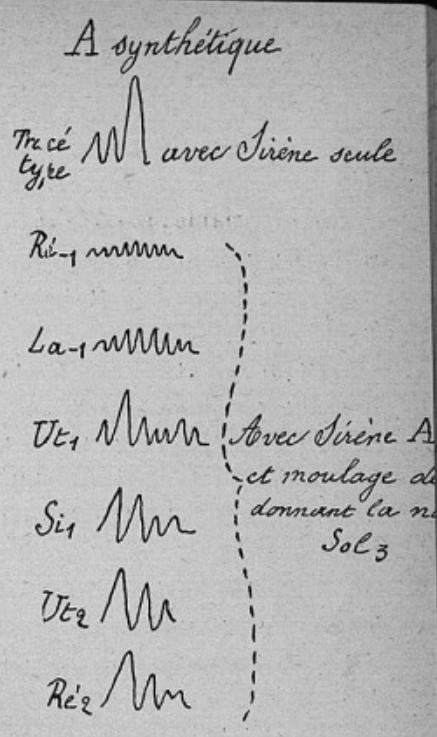 A synthétique
Tracé
type
avec Sirène seule
Ré-1
La-1
Ut1
Avec Sirène A
Si1
et moulage
donnant la
Sol3
Ut2
Ré2